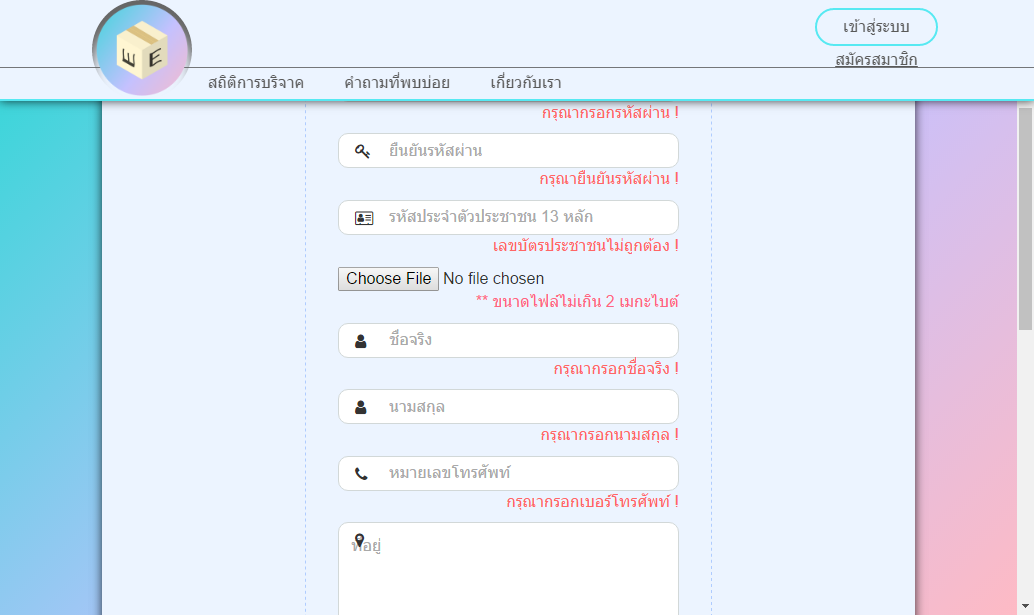 W E
เข้าสู่ระบบ
สมัครสมาชิก
สถิติการบริจาค คำถามที่พบบ่อย เกี่ยวกับเรา
กรุณากรอกรหัสผ่าน !
ยืนยันรหัสผ่าน
กรุณายืนยันรหัสผ่าน !
รหัสประจำตัวประชาชน 13 หลัก
เลขบัตรประชาชนไม่ถูกต้อง !
Choose File No file chosen
** ขนาดไฟล์ไม่เกิน 2 เมกะไบต์
ชื่อจริง
กรุณากรอกชื่อจริง !
นามสกุล
กรุณากรอกนามสกุล !
หมายเลขโทรศัพท์
กรุณากรอกเบอร์โทรศัพท์ !
ที่อยู่